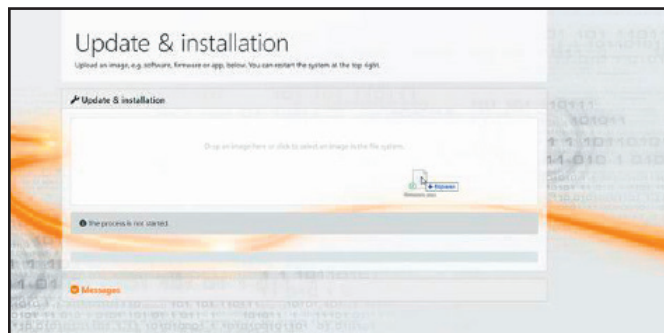 Update & installation
Upload an image, e.g. software, firmware or app, below. You can restart the system at the top right.
Update & installation
Drop an image here or click to select an image in the file system.
The process is not started.
Messages